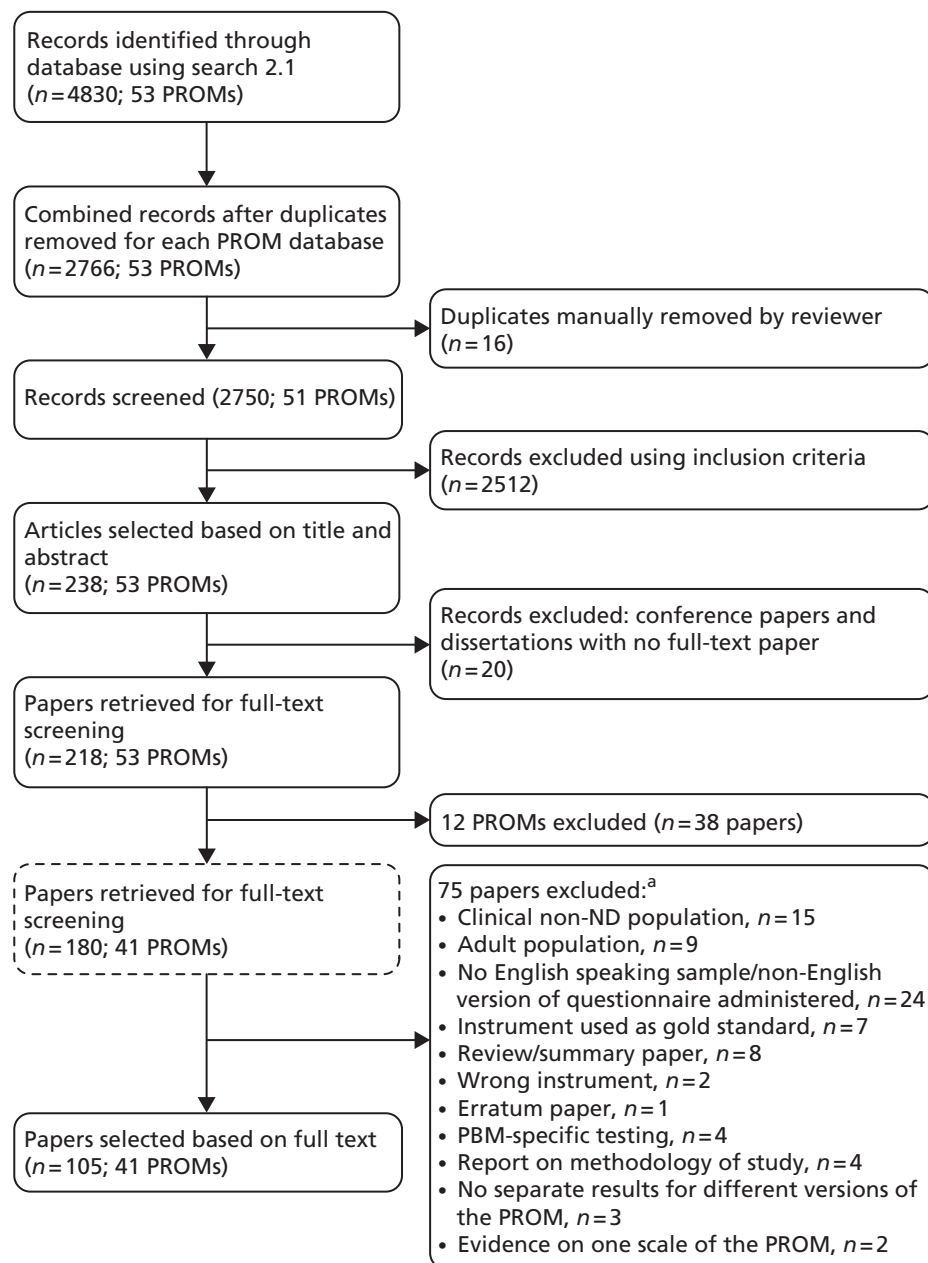 Records identified through
database using search 2.1
(n=4830; 53 PROMs)
Combined records after duplicates
removed for each PROM database
(n=2766; 53 PROMs)
Duplicates manually removed by reviewer
(n=16)
Records screened (2750; 51 PROMs)
Records excluded using inclusion criteria
(n=2512)
Articles selected based on title and
abstract
(n=238; 53 PROMs)
Records excluded: conference papers and
dissertations with no full-text paper
(n=20)
Papers retrieved for full-text
screening
(n=218; 53 PROMs)
12 PROMs excluded (n=38 papers)
Papers retrieved for full-text
screening
(n=180; 41 PROMs)
75 papers excluded:a
• Clinical non-ND population, n=15
• Adult population, n=9
• No English speaking sample/non-English
version of questionnaire administered, n=24
• Instrument used as gold standard, n=7
• Review/summary paper, n=8
• Wrong instrument, n=2
• Erratum paper, n=1
• PBM-specific testing, n=4
• Report on methodology of study, n=4
• No separate results for different versions of
the PROM, n=3
• Evidence on one scale of the PROM, n=2
Papers selected based on full text
(n=105; 41 PROMs)